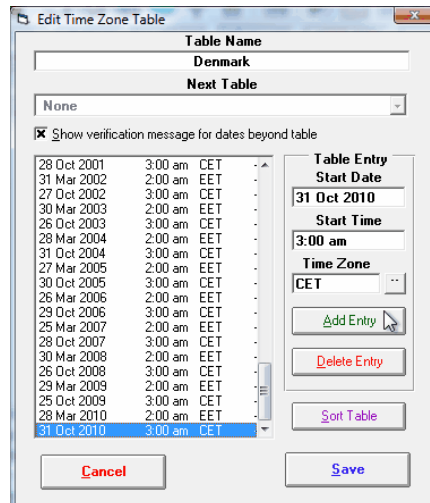 Edit Time Zone Table
Table Name
Denmark
Next Table
None
Show verification message for dates beyond table
28 Oct 2001 3:00 am CET -
31 Mar 2002 2:00 am EET -
27 Oct 2002 3:00 am CET -
30 Mar 2003 2:00 am EET -
26 Oct 2003 3:00 am CET -
28 Mar 2004 2:00 am EET -
31 Oct 2004 3:00 am CET -
27 Mar 2005 2:00 am EET -
30 Oct 2005 3:00 am CET -
26 Mar 2006 2:00 am EET -
29 Oct 2006 3:00 am CET -
25 Mar 2007 2:00 am EET -
28 Oct 2007 3:00 am CET -
30 Mar 2008 2:00 am EET -
26 Oct 2008 3:00 am CET -
29 Mar 2009 2:00 am EET -
25 Oct 2009 3:00 am CET -
28 Mar 2010 2:00 am EET -
31 Oct 2010 3:00 am CET -
Table Entry
Start Date
31 Oct 2010
Start Time
3:00 am
Time Zone
CET ..
Add Entry
Delete Entry
Sort Table
Cancel
Save